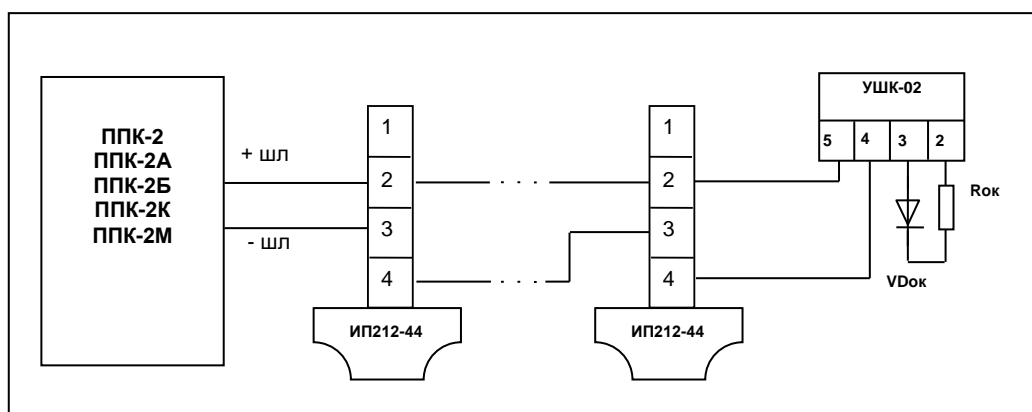 ППК-2
ППК-2А
ППК-2Б
ППК-2К
ППК-2М
+ шл
- шл
1
2
3
4
ИП212-44
1
2
3
4
ИП212-44
УШК-02
5 4 3 2
Rок
VDок